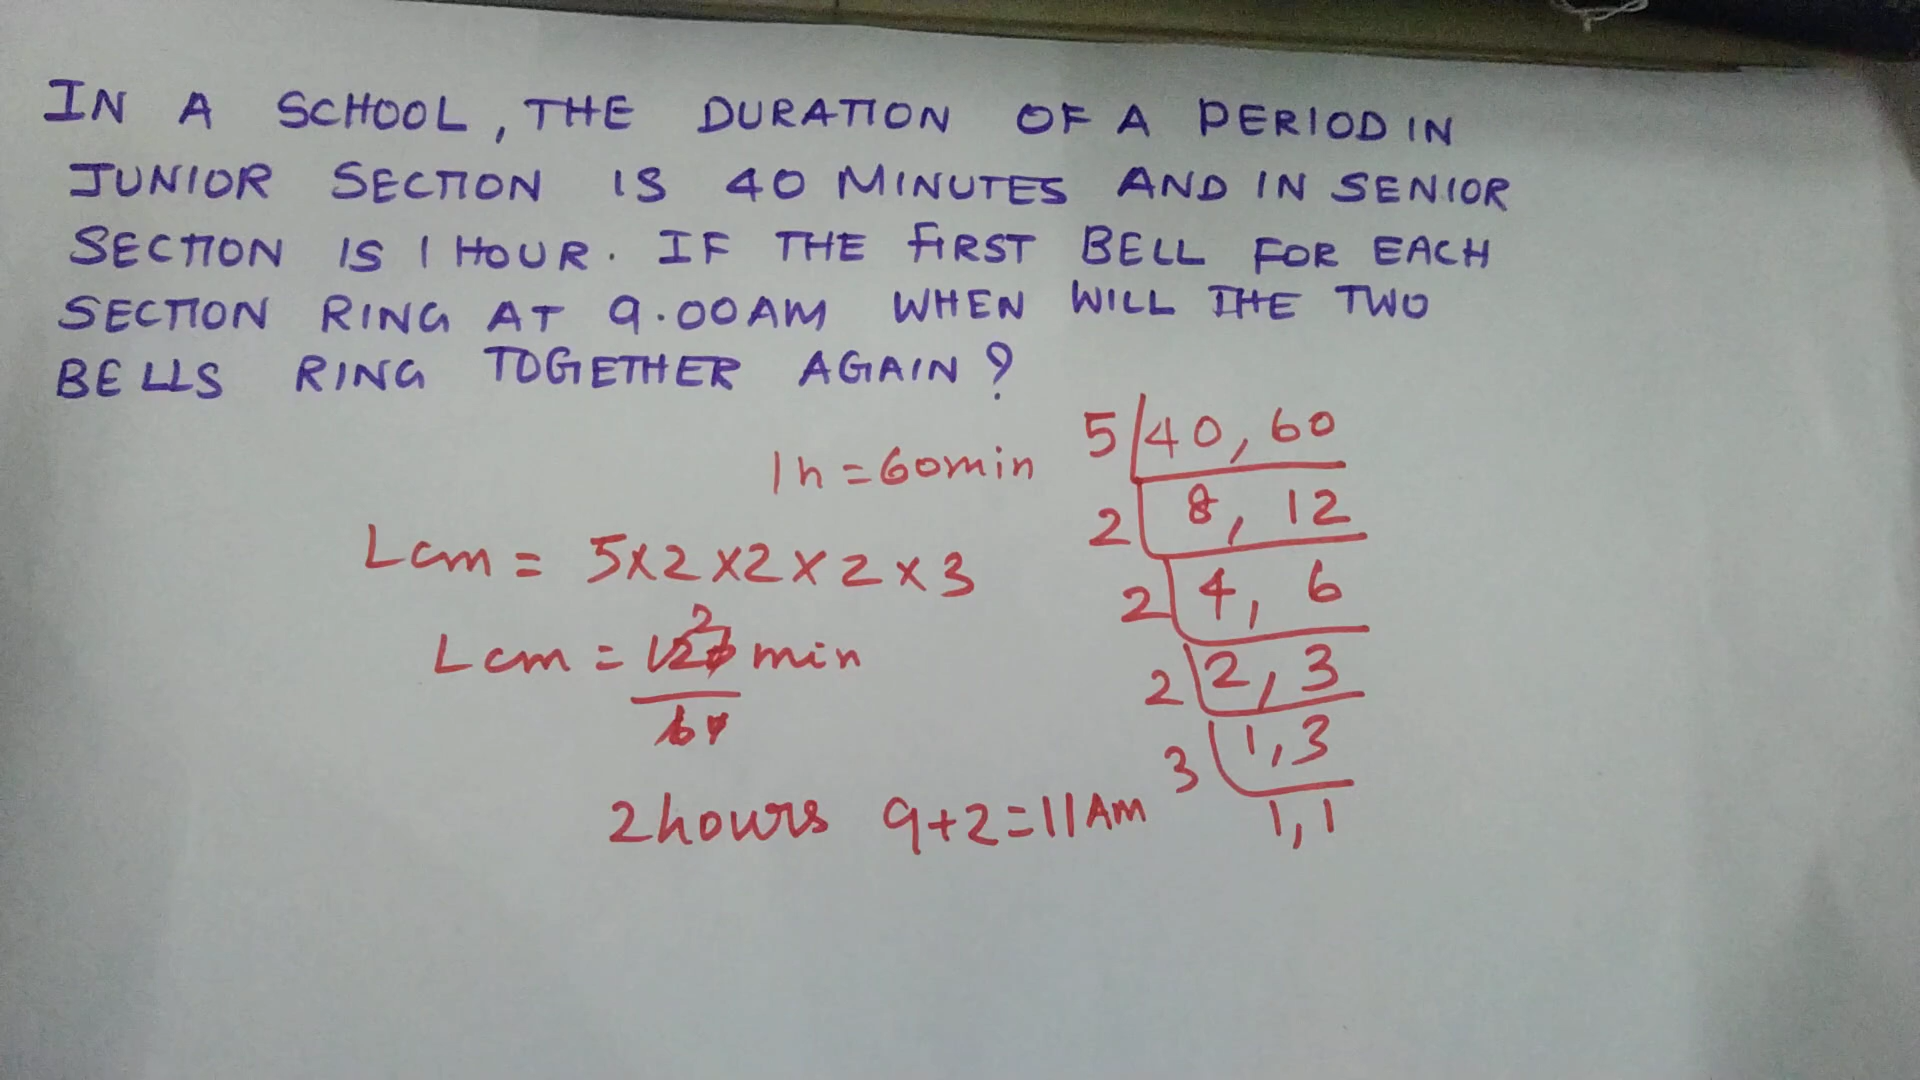 IN A SCHOOL, THE DURATION OF A PERIOD IN
JUNIOR SECTION IS 40 MINUTES AND IN SENIOR
SECTION IS 1 HOUR. IF THE FIRST BELL FOR EACH
SECTION RING AT 9.00AM WHEN WILL THE TWO
BELLS RING TOGETHER AGAIN?
1h = 60min
5 40, 60
2 8, 12
2 4, 6
2 2, 3
3 1, 3
1, 1
Lcm = 5x2x2x2x3
2
Lcm = 120 min
60
2 hours 9+2=11Am